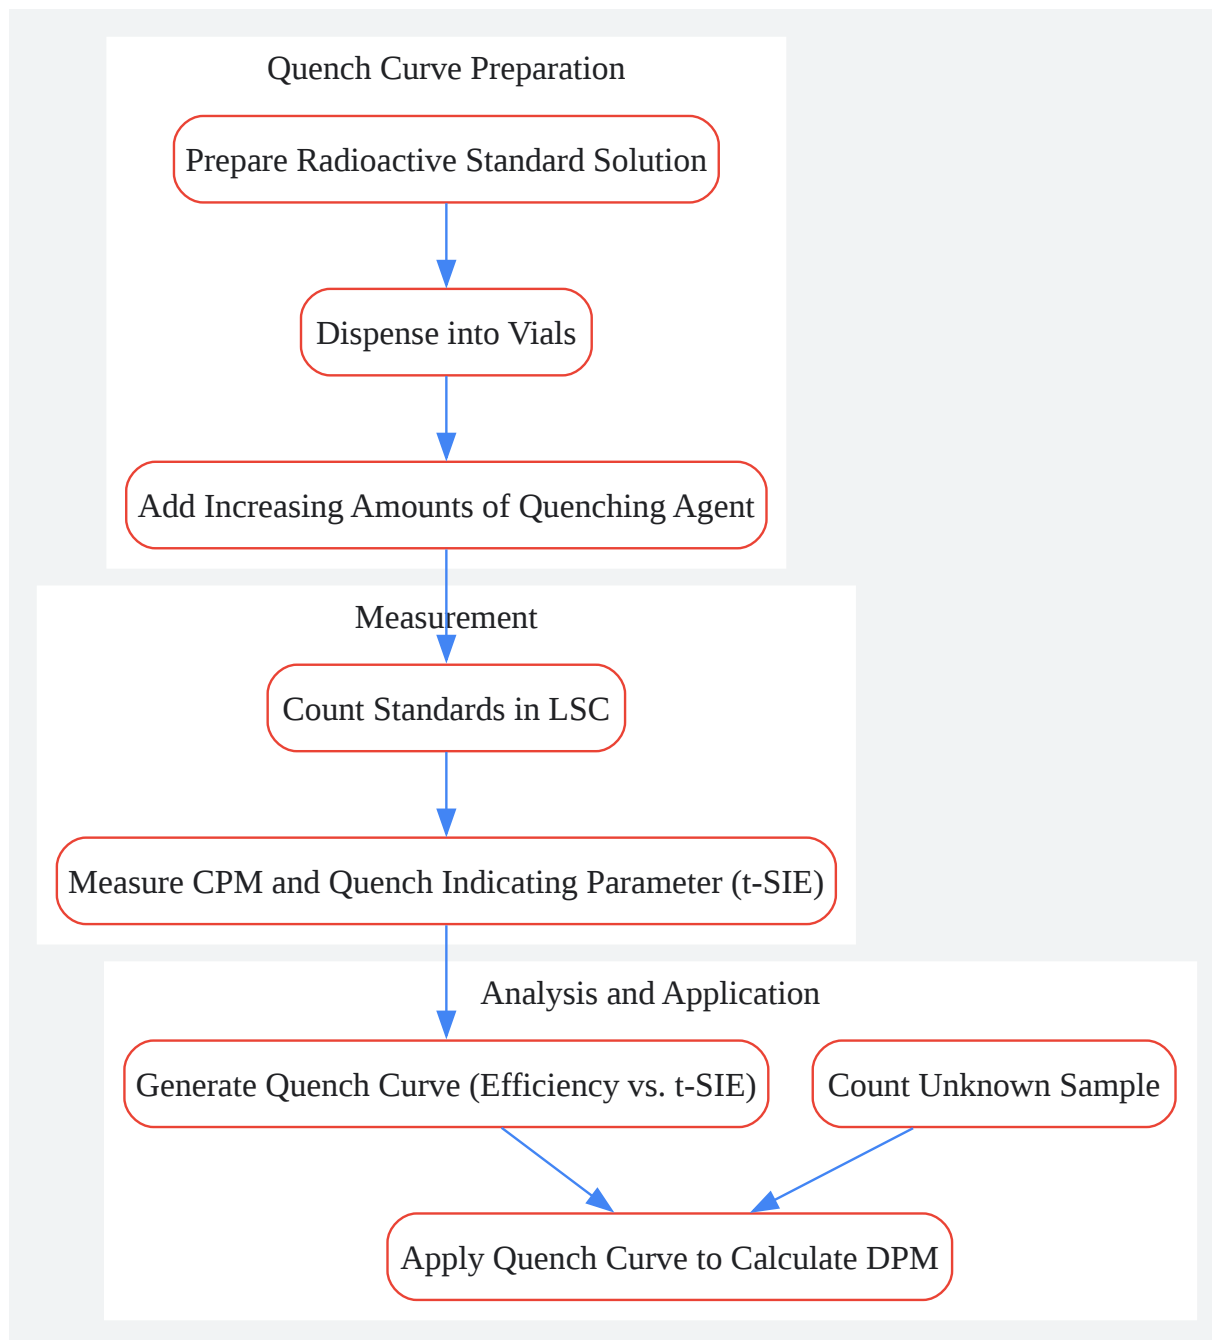 Quench Curve Preparation
Prepare Radioactive Standard Solution
Dispense into Vials
Add Increasing Amounts of Quenching Agent
Measurement
Count Standards in LSC
Measure CPM and Quench Indicating Parameter (t-SIE)
Analysis and Application
Generate Quench Curve (Efficiency vs. t-SIE)
Count Unknown Sample
Apply Quench Curve to Calculate DPM